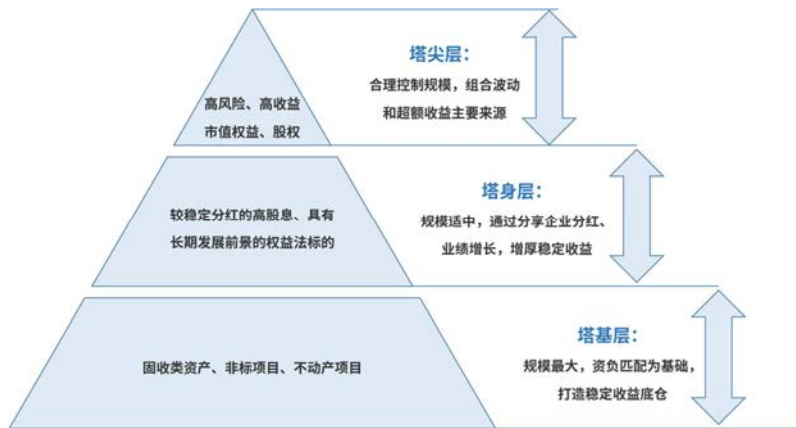 塔尖层：
合理控制规模，组合波动
和超额收益主要来源
高风险、高收益
市值权益、股权
塔身层：
规模适中，通过分享企业分红、
业绩增长，增厚稳定收益
较稳定分红的高股息、具有
长期发展前景的权益法标的
塔基层：
规模最大，资负匹配为基础，
打造稳定收益底仓
固收类资产、非标项目、不动产项目